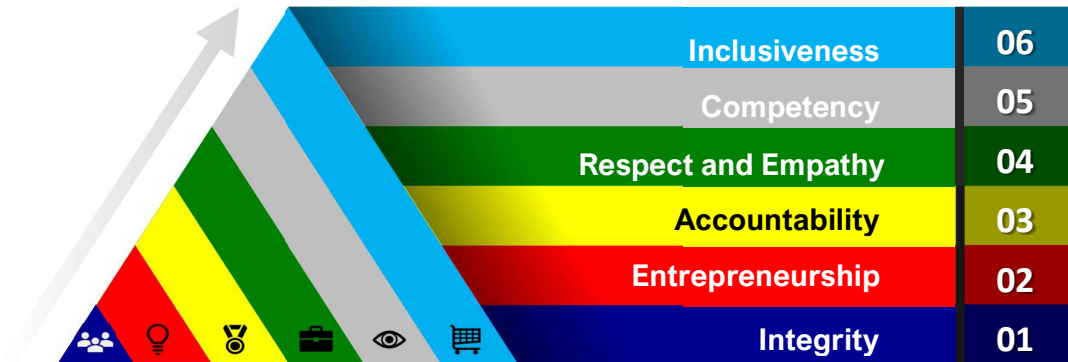 Inclusiveness 06
Competency 05
Respect and Empathy 04
Accountability 03
Entrepreneurship 02
Integrity 01